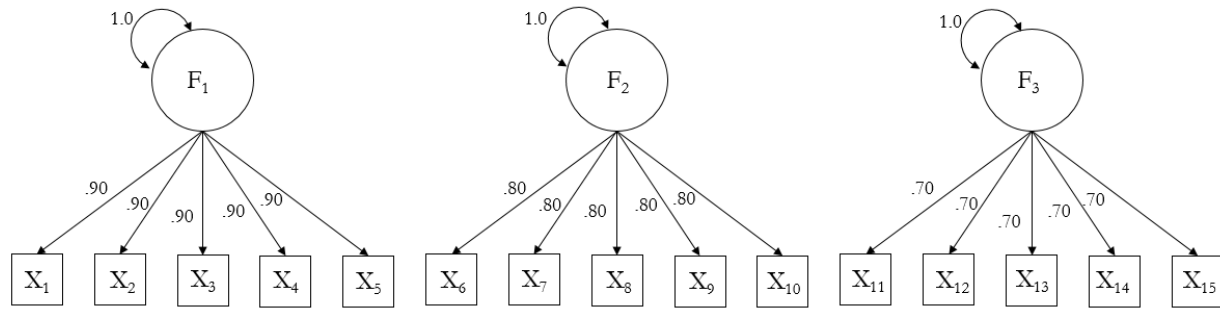 1.0 1.0 1.0
F₁ F₂ F₃
.90 .90 .90 .90 .90 .80 .80 .80 .80 .80 .70 .70 .70 .70 .70
X₁ X₂ X₃ X₄ X₅ X₆ X₇ X₈ X₉ X₁₀ X₁₁ X₁₂ X₁₃ X₁₄ X₁₅